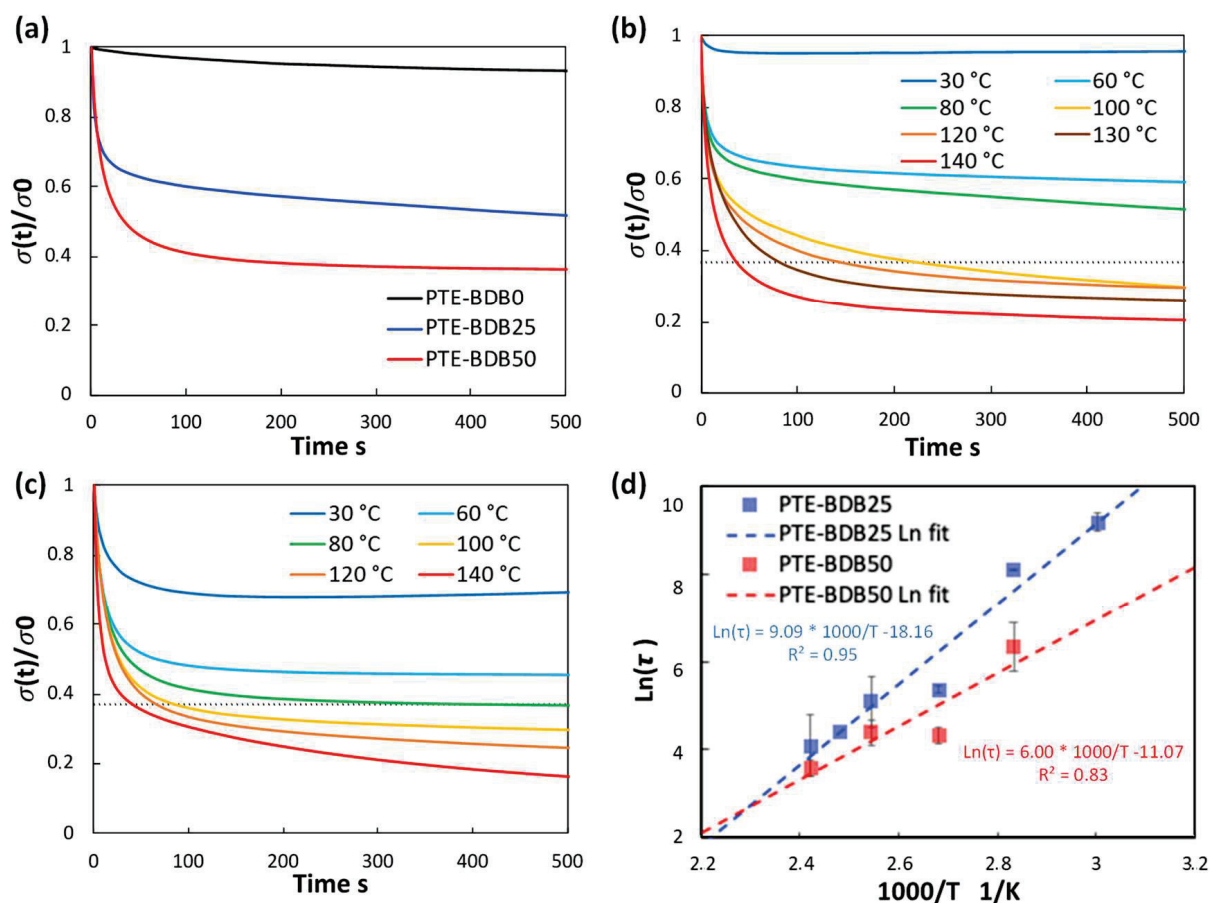 (a)
1
0.8
0.6
0.4
0.2
0
σ(t)/σ0
PTE-BDB0
PTE-BDB25
PTE-BDB50
0 100 200 300 400 500
Time s
(b)
1
0.8
0.6
0.4
0.2
0
σ(t)/σ0
30 °C 60 °C
80 °C 100 °C
120 °C 130 °C
140 °C
0 100 200 300 400 500
Time s
(c)
1
0.8
0.6
0.4
0.2
0
σ(t)/σ0
30 °C 60 °C
80 °C 100 °C
120 °C 140 °C
0 100 200 300 400 500
Time s
(d)
10
8
6
4
2
Ln(τ)
PTE-BDB25
PTE-BDB25 Ln fit
PTE-BDB50
PTE-BDB50 Ln fit
Ln(τ) = 9.09 * 1000/T -18.16
R² = 0.95
Ln(τ) = 6.00 * 1000/T -11.07
R² = 0.83
2.2 2.4 2.6 2.8 3 3.2
1000/T 1/K